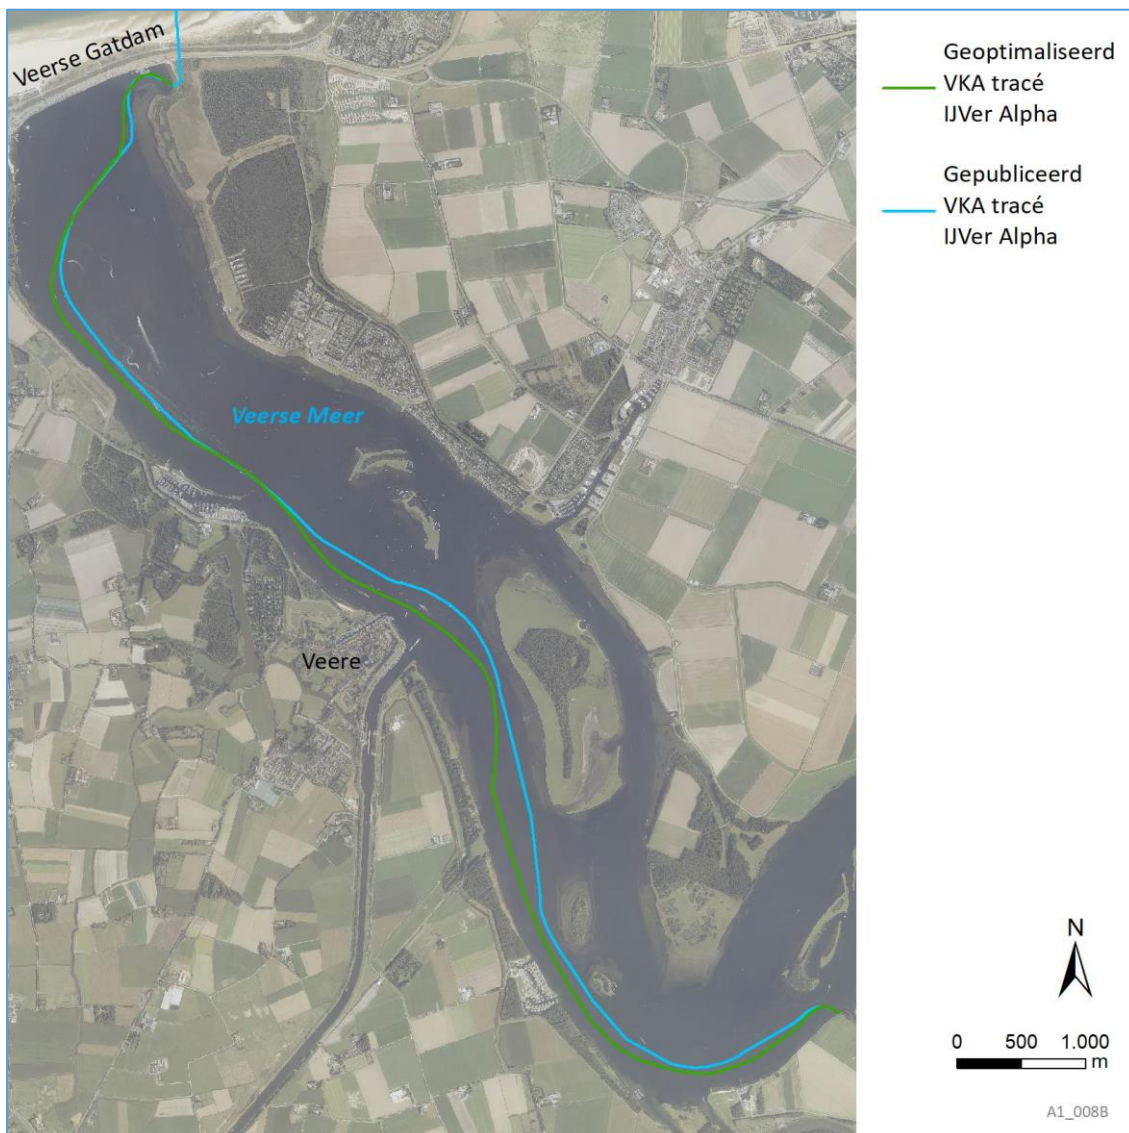 Veerse Gatdam
Geoptimaliseerd
VKA tracé
IJVer Alpha
Gepubliceerd
VKA tracé
IJVer Alpha
Veerse Meer
Veere
N
0 500 1.000
m
A1_008B